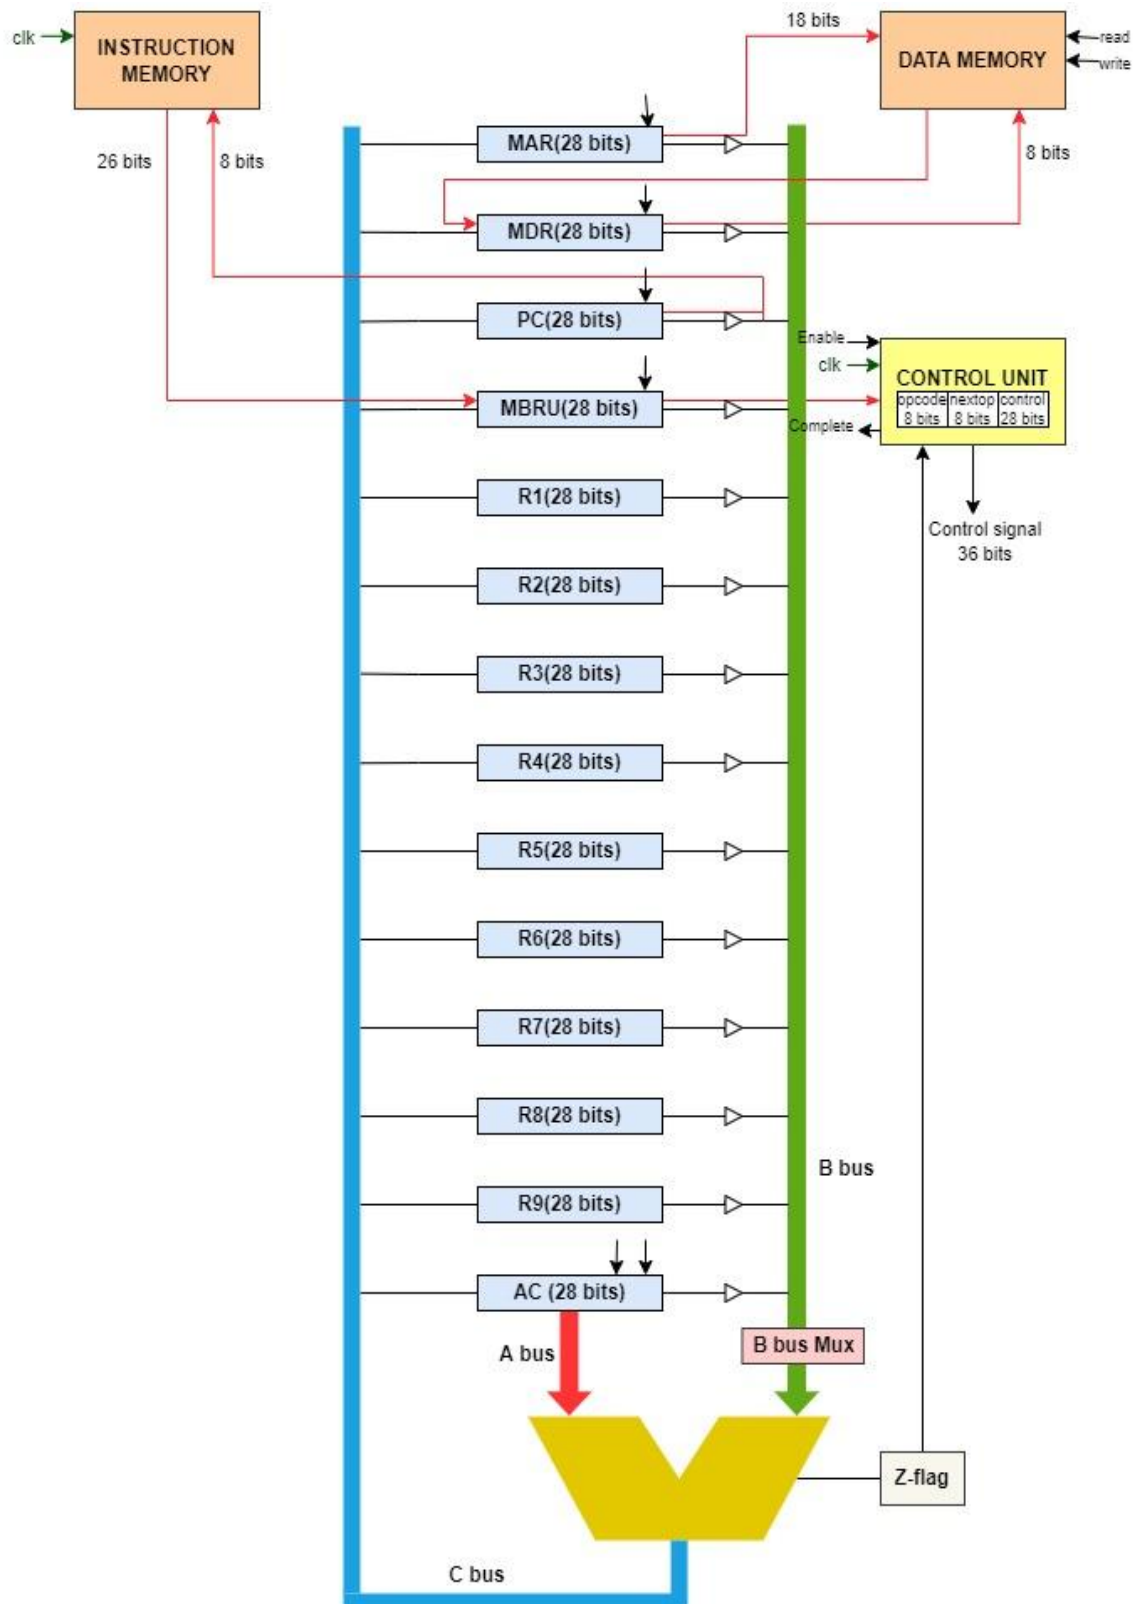 clk
INSTRUCTION
MEMORY
18 bits
DATA MEMORY
read
write
26 bits
8 bits
MAR(28 bits)
8 bits
MDR(28 bits)
PC(28 bits)
Enable
clk
CONTROL UNIT
opcode nextop control
8 bits 8 bits 28 bits
Complete
MBRU(28 bits)
R1(28 bits)
Control signal
36 bits
R2(28 bits)
R3(28 bits)
R4(28 bits)
R5(28 bits)
R6(28 bits)
R7(28 bits)
R8(28 bits)
B bus
R9(28 bits)
AC (28 bits)
A bus
B bus Mux
Z-flag
C bus